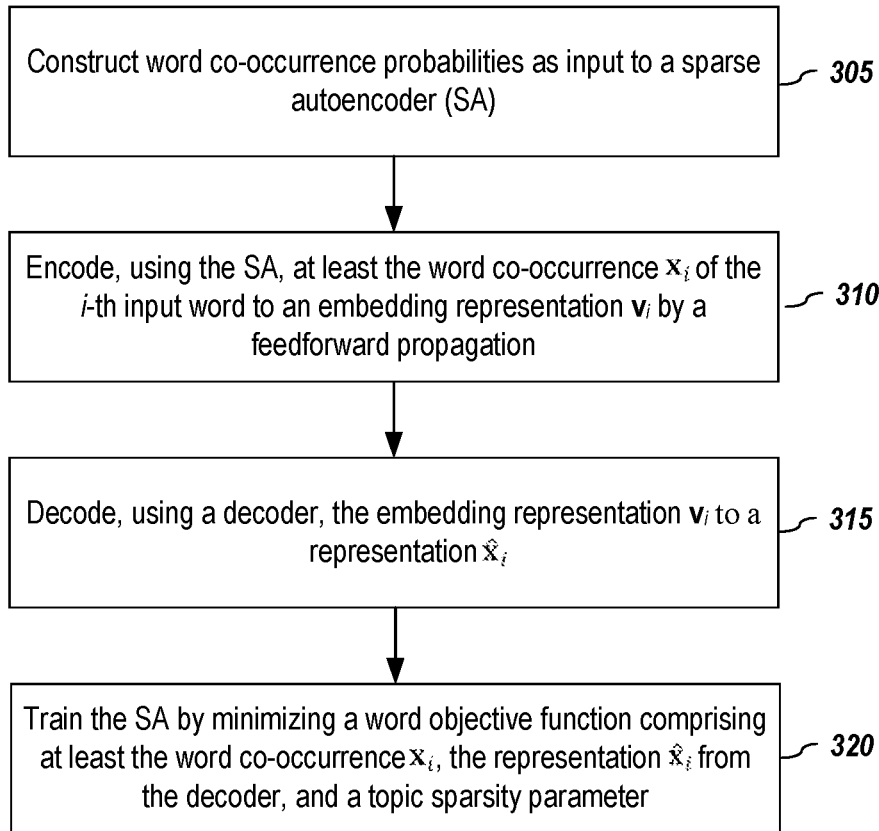 Construct word co-occurrence probabilities as input to a sparse
autoencoder (SA)
305
Encode, using the SA, at least the word co-occurrence xᵢ of the
i-th input word to an embedding representation vᵢ by a
feedforward propagation
310
Decode, using a decoder, the embedding representation vᵢ to a
representation x̂ᵢ
315
Train the SA by minimizing a word objective function comprising
at least the word co-occurrence xᵢ, the representation x̂ᵢ from
the decoder, and a topic sparsity parameter
320